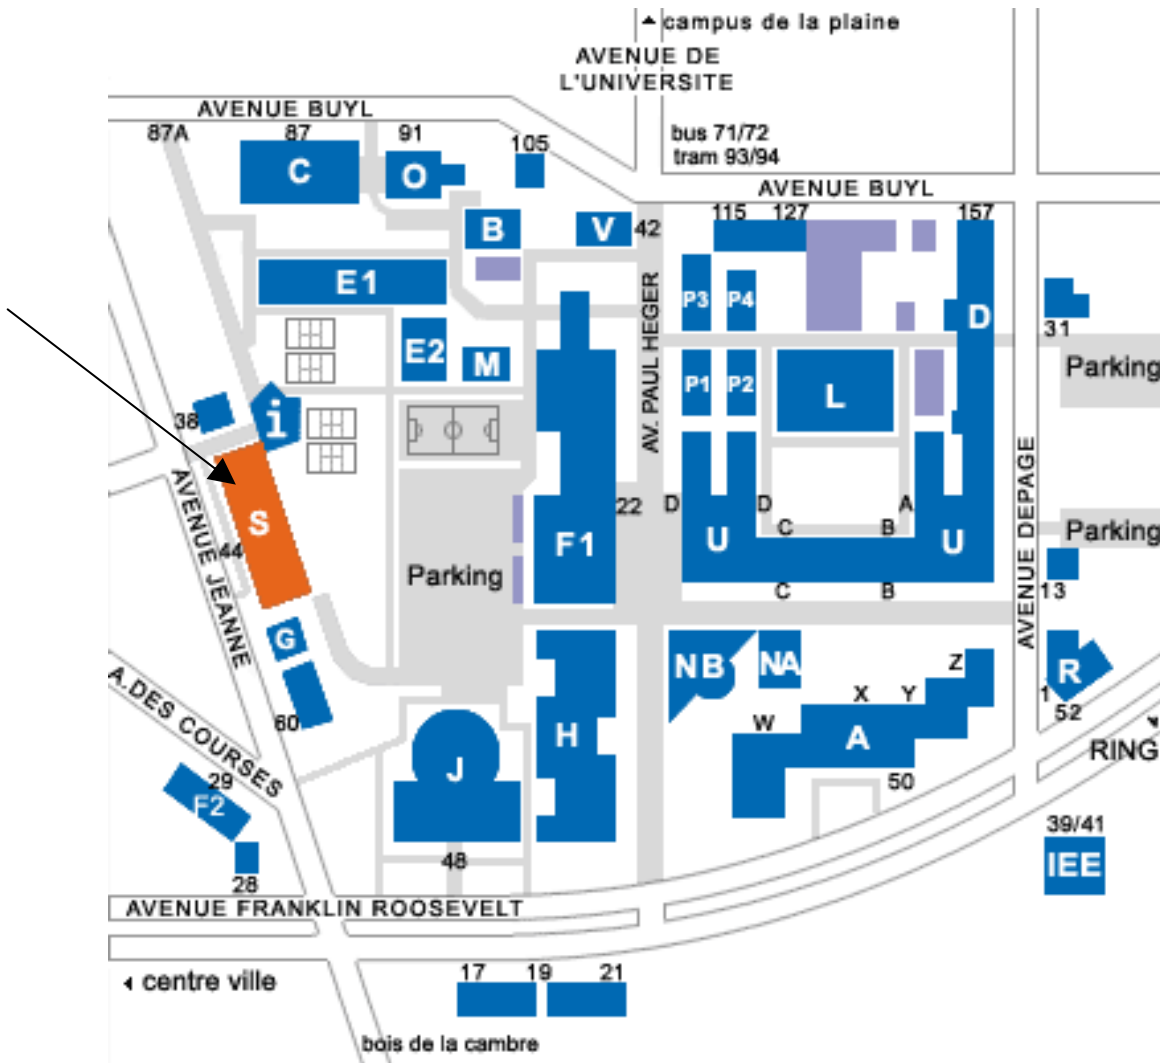 campus de la plaine
AVENUE DE
L'UNIVERSITE
AVENUE BUYL
87A
87
91
105
bus 71/72
tram 93/94
C
O
AVENUE BUYL
115
127
157
B
V
42
E1
P3
P4
D
AV. PAUL HEGER
31
E2
M
Parking
P1
P2
L
38
i
AVENUE JEANNE
S
44
22
D
D
A
C
B
U
U
F1
Parking
AVENUE DEPAGE
Parking
C
B
13
G
NB
NA
Z
R
X
Y
1
52
A.DES COURSES
60
W
H
A
RING
J
29
F2
50
39/41
IEE
48
28
AVENUE FRANKLIN ROOSEVELT
centre ville
17
19
21
bois de la cambre